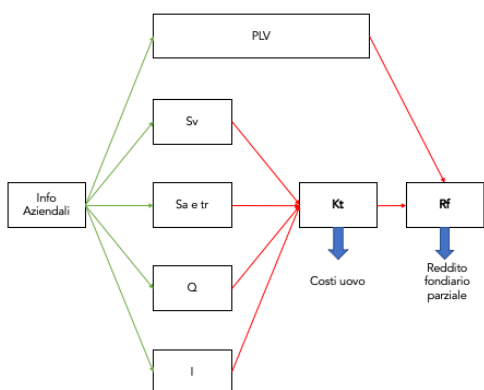 PLV
Sv
Info
Aziendali
Sa e tr
Kt
Rf
Costi uovo
Reddito
fondiario
parziale
Q
I